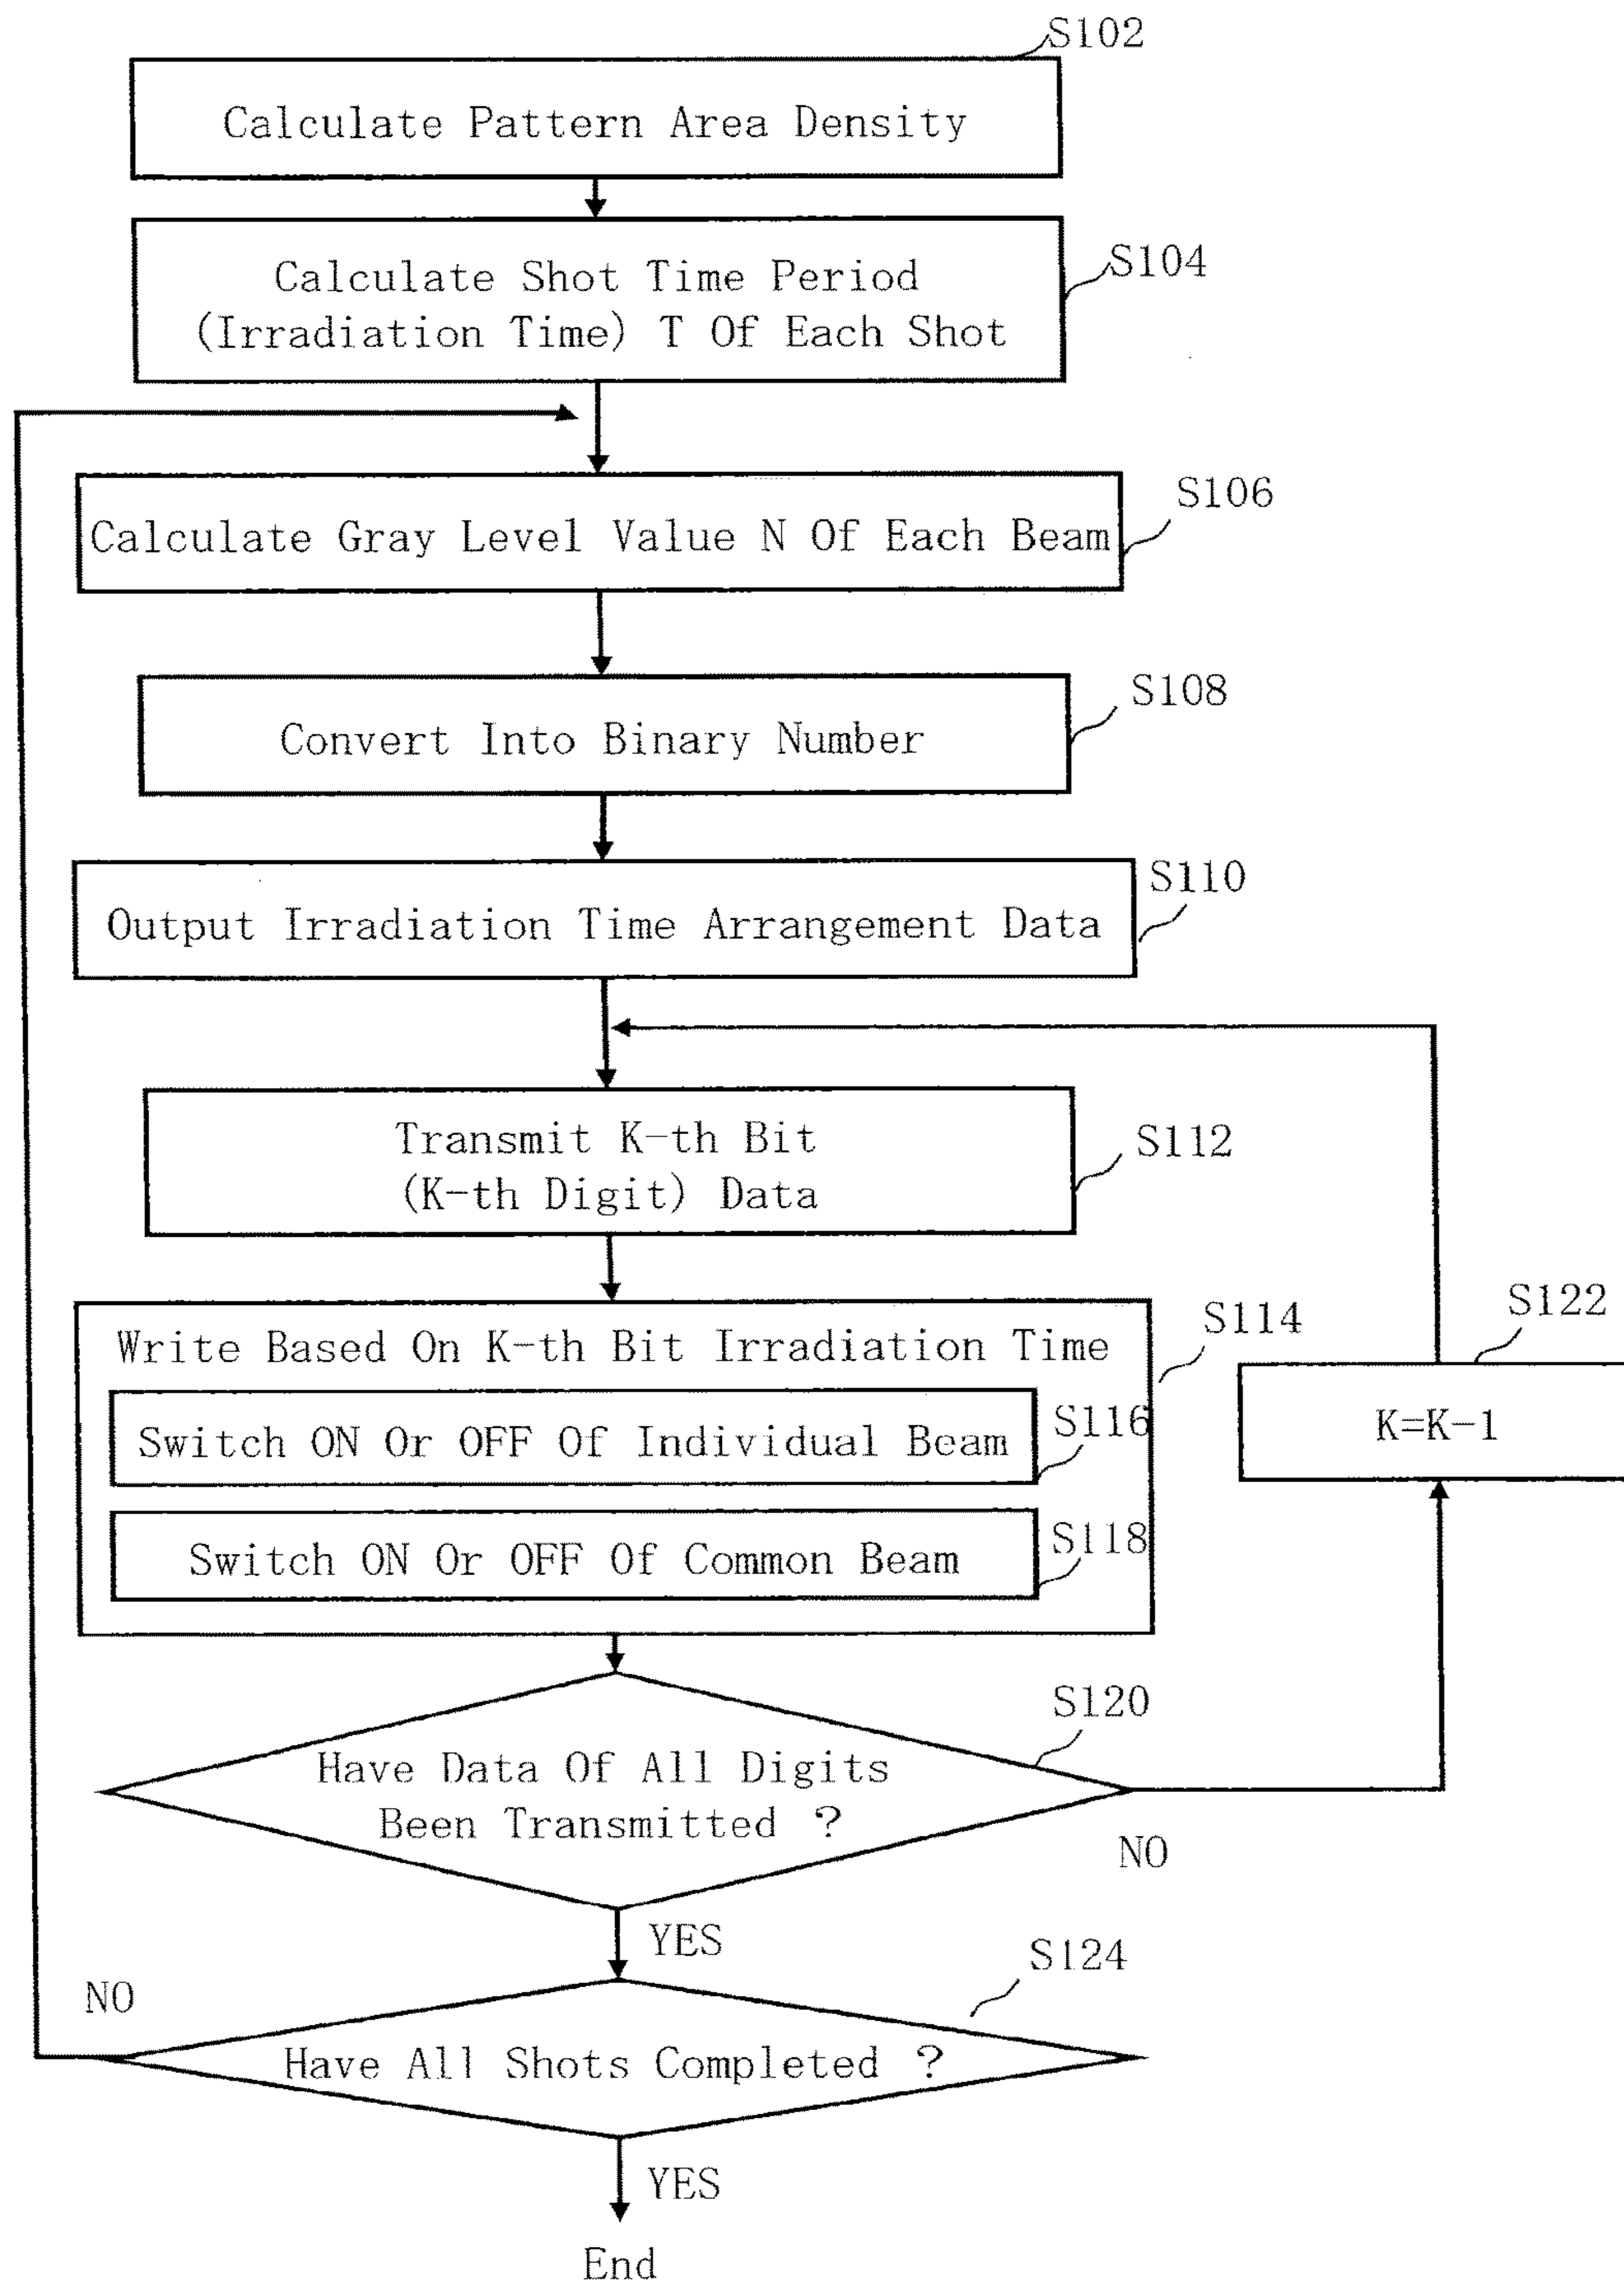 S102
Calculate Pattern Area Density
Calculate Shot Time Period
(Irradiation Time) T Of Each Shot
S104
Calculate Gray Level Value N Of Each Beam
S106
Convert Into Binary Number
S108
Output Irradiation Time Arrangement Data
S110
Transmit K-th Bit
(K-th Digit) Data
S112
Write Based On K-th Bit Irradiation Time
S114
Switch ON Or OFF Of Individual Beam
S116
Switch ON Or OFF Of Common Beam
S118
S122
K=K-1
S120
Have Data Of All Digits
Been Transmitted ?
NO
YES
S124
NO
Have All Shots Completed ?
YES
End